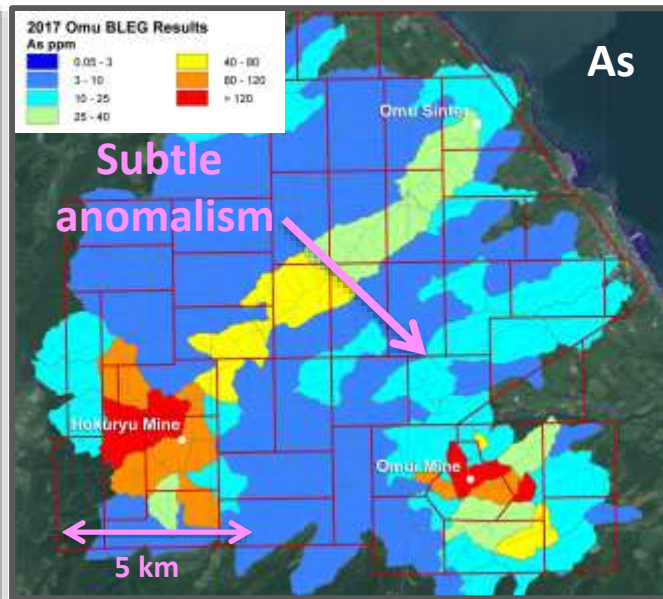 2017 Omu BLEG Results
As ppm
0.05 - 3
3 - 10
10 - 25
25 - 40
40 - 80
80 - 120
> 120
As
Omu Sinter
Subtle
anomalism
Hokuryu Mine
Omui Mine
5 km